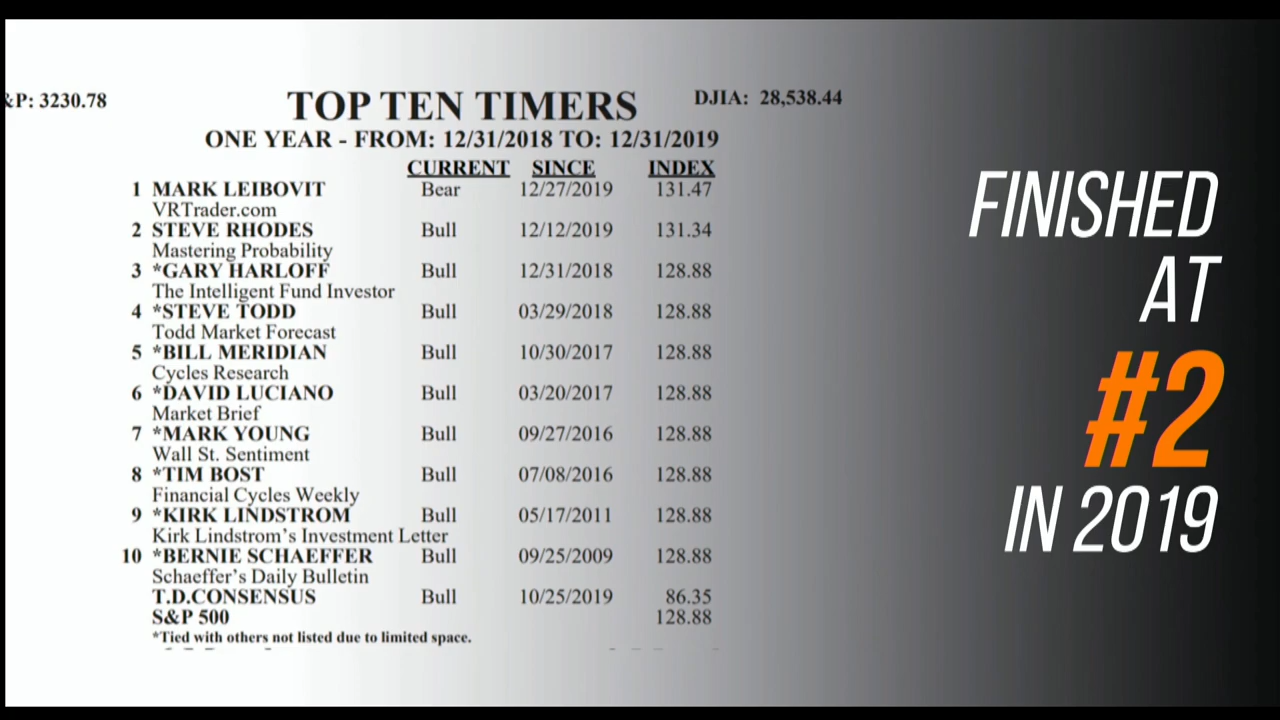 &P: 3230.78
TOP TEN TIMERS
DJIA: 28,538.44
ONE YEAR - FROM: 12/31/2018 TO: 12/31/2019
CURRENT SINCE INDEX
1 MARK LEIBOVIT Bear 12/27/2019 131.47
VRTrader.com
2 STEVE RHODES Bull 12/12/2019 131.34
Mastering Probability
3 *GARY HARLOFF Bull 12/31/2018 128.88
The Intelligent Fund Investor
4 *STEVE TODD Bull 03/29/2018 128.88
Todd Market Forecast
5 *BILL MERIDIAN Bull 10/30/2017 128.88
Cycles Research
6 *DAVID LUCIANO Bull 03/20/2017 128.88
Market Brief
7 *MARK YOUNG Bull 09/27/2016 128.88
Wall St. Sentiment
8 *TIM BOST Bull 07/08/2016 128.88
Financial Cycles Weekly
9 *KIRK LINDSTROM Bull 05/17/2011 128.88
Kirk Lindstrom's Investment Letter
10 *BERNIE SCHAEFFER Bull 09/25/2009 128.88
Schaeffer's Daily Bulletin
T.D.CONSENSUS Bull 10/25/2019 86.35
S&P 500 128.88
*Tied with others not listed due to limited space.
FINISHED
AT
#2
IN 2019